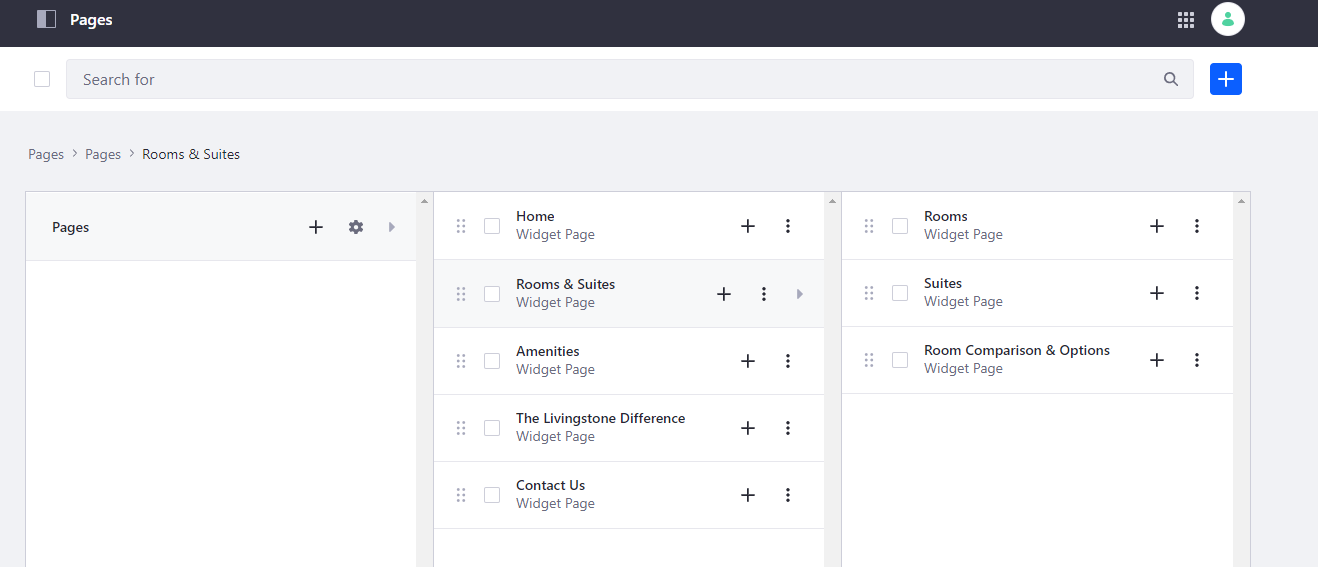 Pages
Search for
Pages > Pages > Rooms & Suites
Pages
Home
Widget Page
Rooms & Suites
Widget Page
Amenities
Widget Page
The Livingstone Difference
Widget Page
Contact Us
Widget Page
Rooms
Widget Page
Suites
Widget Page
Room Comparison & Options
Widget Page